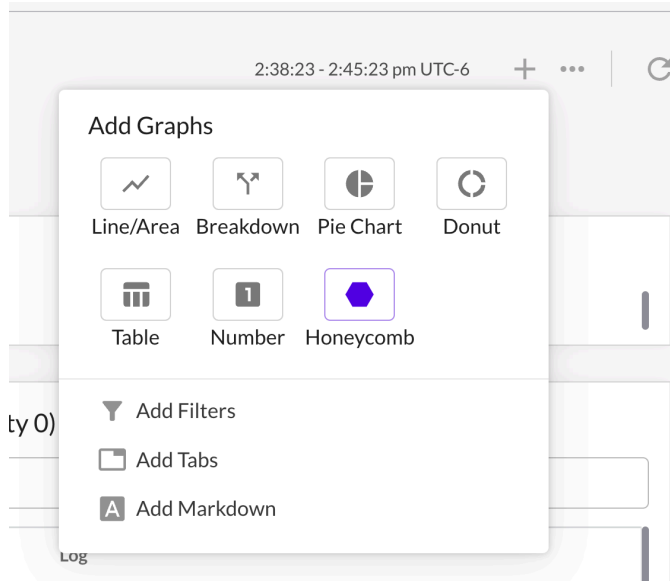 2:38:23 - 2:45:23 pm UTC-6
Add Graphs
Line/Area Breakdown Pie Chart Donut
1
Table Number Honeycomb
Add Filters
ty 0)
Add Tabs
A Add Markdown
Log